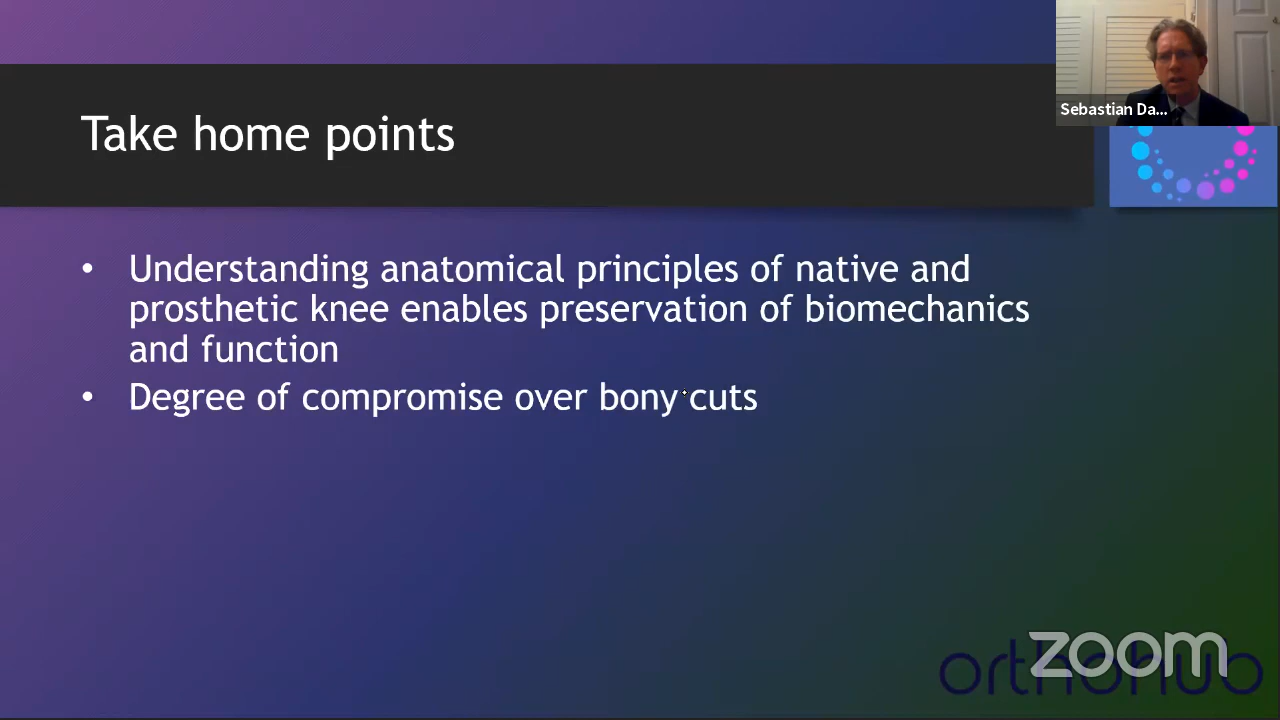 Sebastian Da...
Take home points
• Understanding anatomical principles of native and
prosthetic knee enables preservation of biomechanics
and function
• Degree of compromise over bony cuts
zoom
orthohub